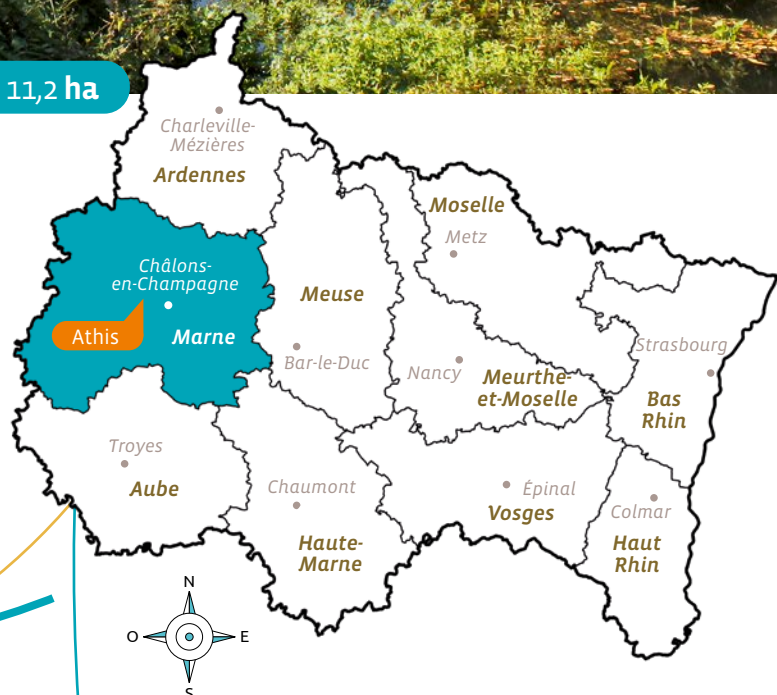 11,2 ha
Charleville-
Mézières
Ardennes
Moselle
Metz
Châlons-
en-Champagne
Meuse
Athis
Marne
Bar-le-Duc
Nancy
Meurthe-
et-Moselle
Strasbourg
Bas
Rhin
Troyes
Aube
Chaumont
Haute-
Marne
Épinal
Vosges
Colmar
Haut
Rhin
N
O
E
S